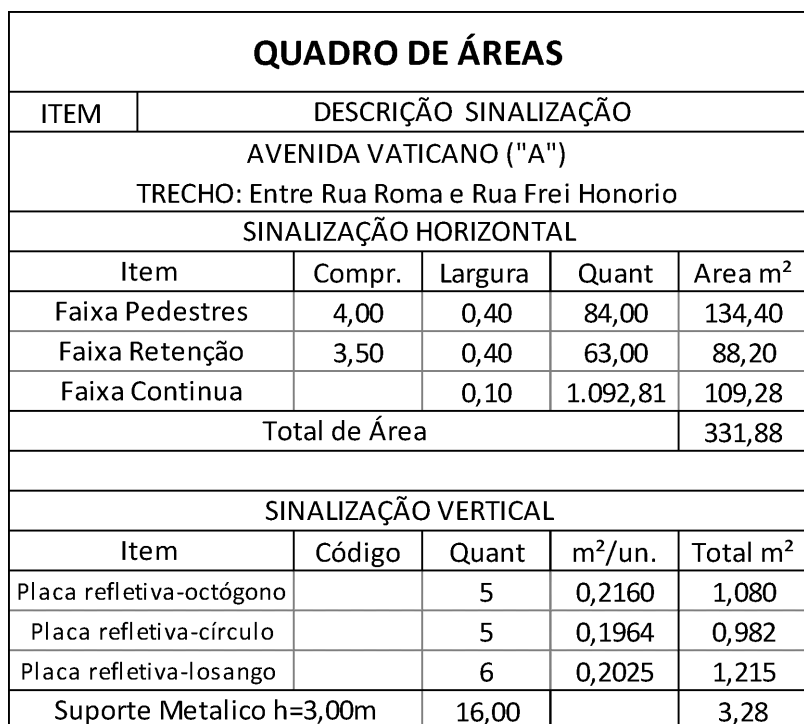 QUADRO DE ÁREAS
ITEM DESCRIÇÃO SINALIZAÇÃO
AVENIDA VATICANO ("A")
TRECHO: Entre Rua Roma e Rua Frei Honorio
SINALIZAÇÃO HORIZONTAL
Item Compr. Largura Quant Area m²
Faixa Pedestres 4,00 0,40 84,00 134,40
Faixa Retenção 3,50 0,40 63,00 88,20
Faixa Continua 0,10 1.092,81 109,28
Total de Área 331,88
SINALIZAÇÃO VERTICAL
Item Código Quant m²/un. Total m²
Placa refletiva-octógono 5 0,2160 1,080
Placa refletiva-círculo 5 0,1964 0,982
Placa refletiva-losango 6 0,2025 1,215
Suporte Metalico h=3,00m 16,00 3,28